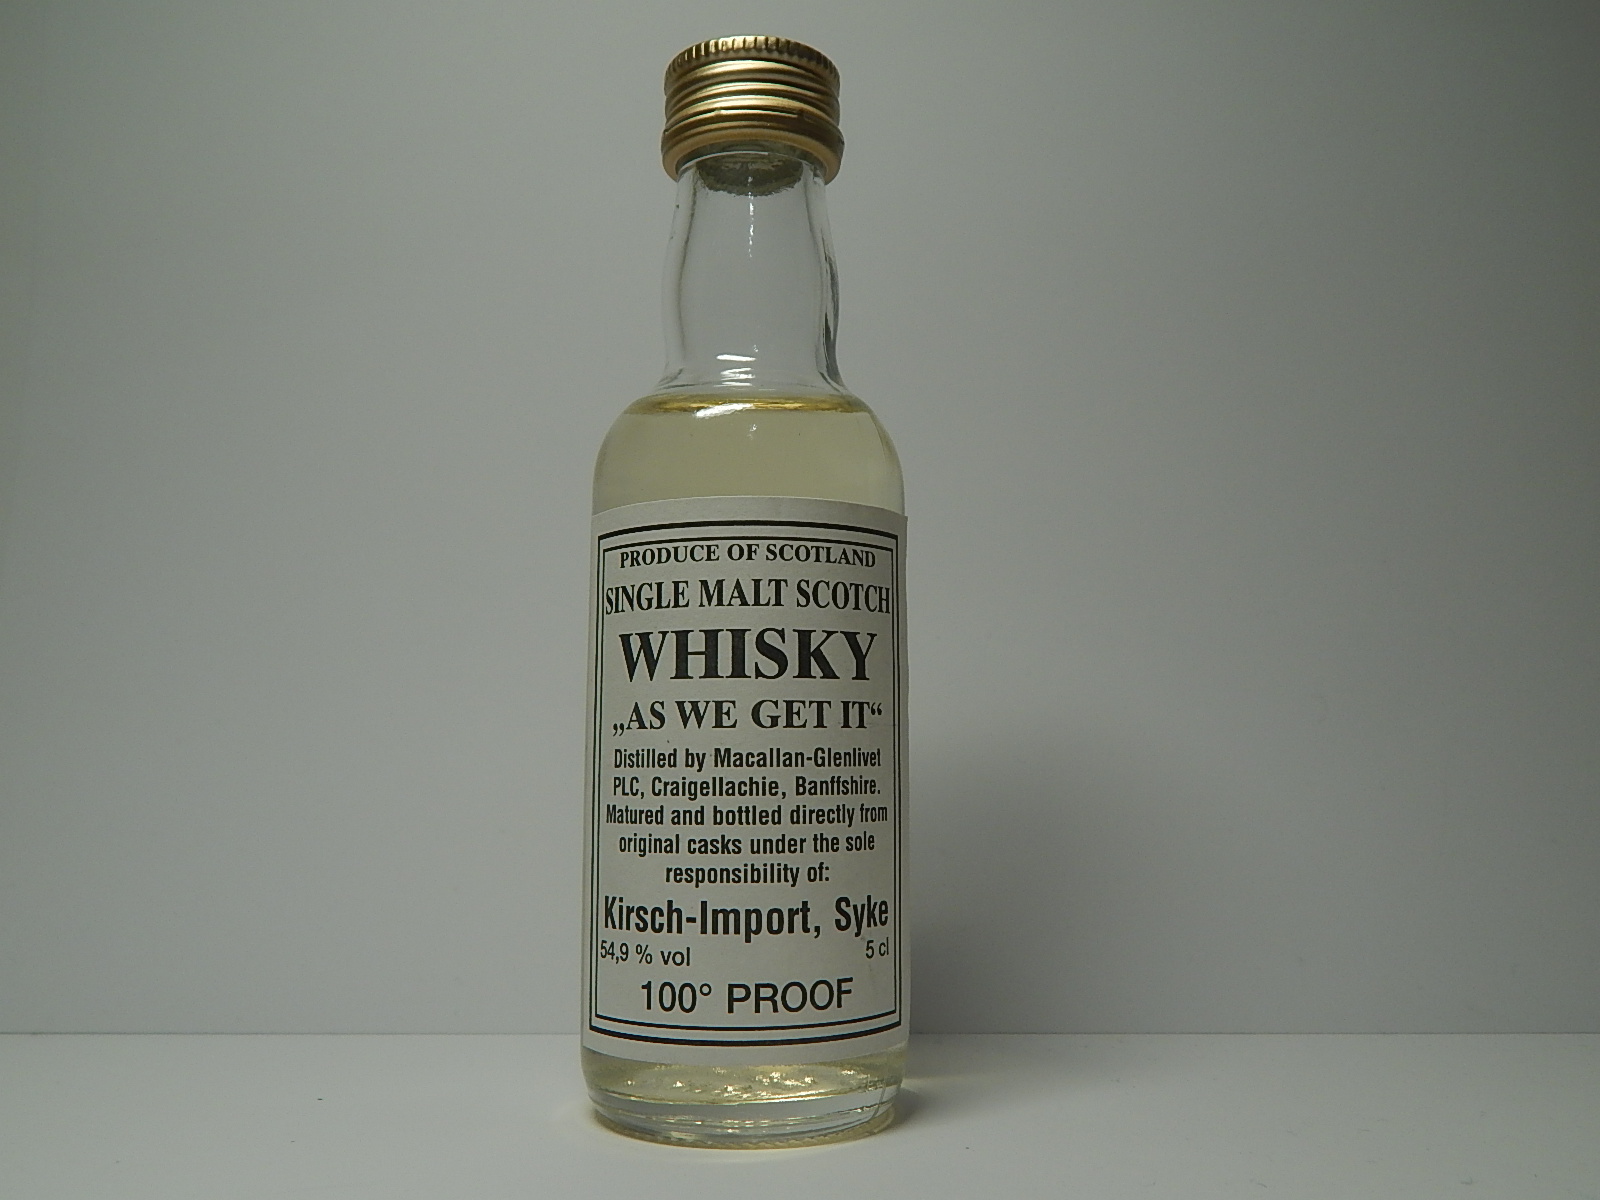 PRODUCE OF SCOTLAND
SINGLE MALT SCOTCH
WHISKY
„AS WE GET IT“
Distilled by Macallan-Glenlivet
PLC, Craigellachie, Banffshire.
Matured and bottled directly from
original casks under the sole
responsibility of:
Kirsch-Import, Syke
54,9 % vol 5 cl
100° PROOF